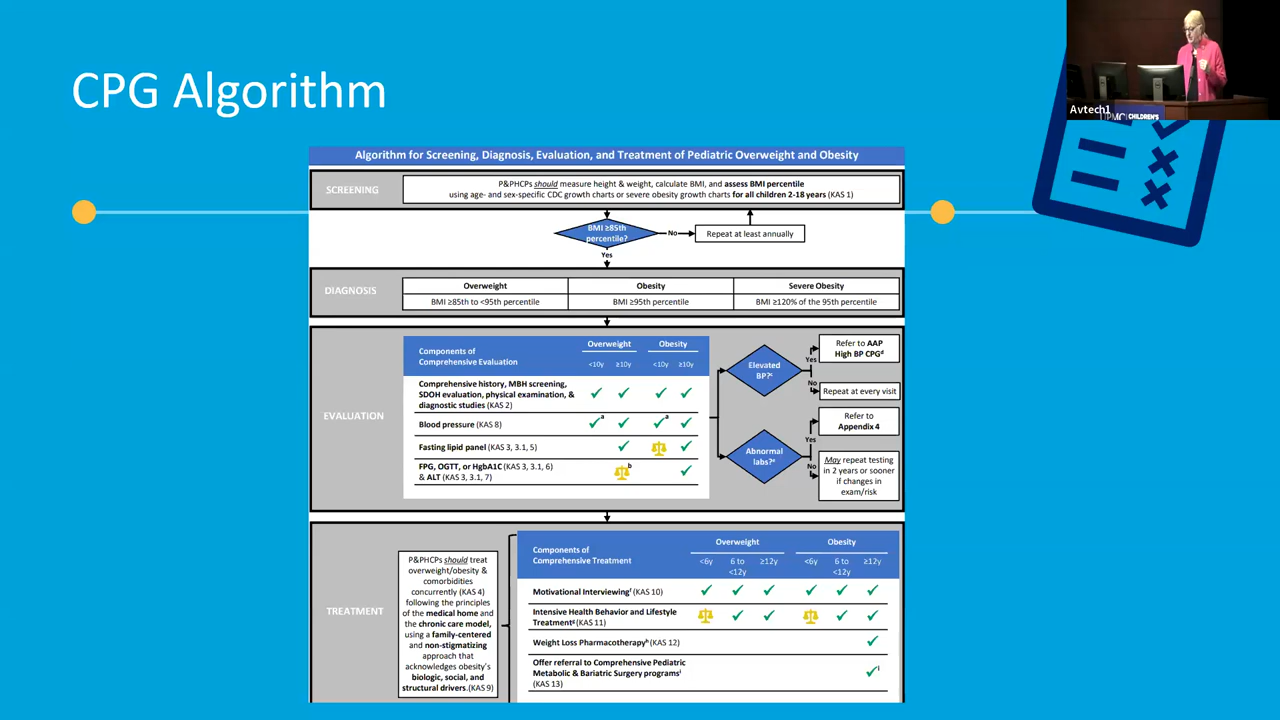 CPG Algorithm
Avtech1
UPMC CHILDREN'S
Algorithm for Screening, Diagnosis, Evaluation, and Treatment of Pediatric Overweight and Obesity
SCREENING
P&PHCPs should measure height & weight, calculate BMI, and assess BMI percentile
using age- and sex-specific CDC growth charts or severe obesity growth charts for all children 2-18 years (KAS 1)
BMI ≥85th
percentile?
No
Repeat at least annually
Yes
DIAGNOSIS
Overweight
Obesity
Severe Obesity
BMI ≥85th to <95th percentile
BMI ≥95th percentile
BMI ≥120% of the 95th percentile
EVALUATION
Components of
Comprehensive Evaluation
Overweight
Obesity
<10y
≥10y
<10y
≥10y
Comprehensive history, MBH screening,
SDOH evaluation, physical examination, &
diagnostic studies (KAS 2)
Blood pressure (KAS 8)
a
a
Fasting lipid panel (KAS 3, 3.1, 5)
FPG, OGTT, or HgbA1C (KAS 3, 3.1, 6)
& ALT (KAS 3, 3.1, 7)
b
Elevated
BP?ᶜ
Yes
Refer to AAP
High BP CPGᵈ
No
Repeat at every visit
Abnormal
labs?ᵉ
Yes
Refer to
Appendix 4
No
May repeat testing
in 2 years or sooner
if changes in
exam/risk
TREATMENT
P&PHCPs should treat
overweight/obesity &
comorbidities
concurrently (KAS 4)
following the principles
of the medical home and
the chronic care model,
using a family-centered
and non-stigmatizing
approach that
acknowledges obesity's
biologic, social, and
structural drivers.(KAS 9)
Components of
Comprehensive Treatment
Overweight
Obesity
<6y
6 to
<12y
≥12y
<6y
6 to
<12y
≥12y
Motivational Interviewingᶠ (KAS 10)
Intensive Health Behavior and Lifestyle
Treatmentᵍ (KAS 11)
Weight Loss Pharmacotherapyʰ (KAS 12)
Offer referral to Comprehensive Pediatric
Metabolic & Bariatric Surgery programsⁱ
(KAS 13)
i